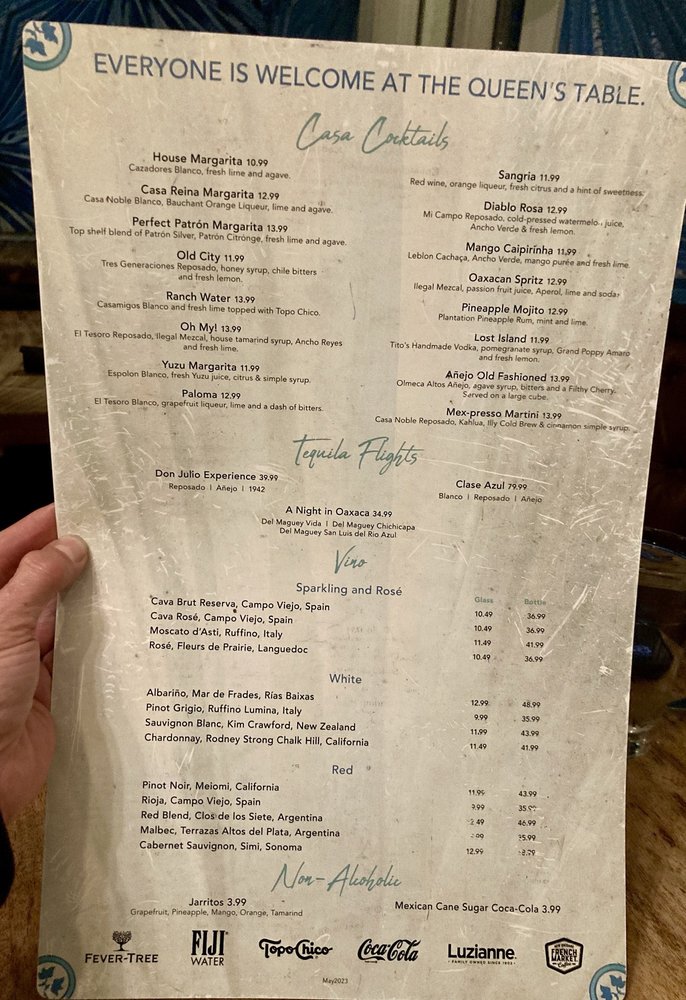 EVERYONE IS WELCOME AT THE QUEEN'S TABLE.
Casa Cocktails
House Margarita 10.99
Cazadores Blanco, fresh lime and agave.
Casa Reina Margarita 12.99
Casa Noble Blanco, Bauchant Orange Liqueur, lime and agave.
Perfect Patrón Margarita 13.99
Top shelf blend of Patrón Silver, Patrón Citrónge, fresh lime and agave.
Old City 11.99
Tres Generaciones Reposado, honey syrup, chile bitters
and fresh lemon.
Ranch Water 13.99
Casamigos Blanco and fresh lime topped with Topo Chico.
Oh My! 13.99
El Tesoro Reposado, Ilegal Mezcal, house tamarind syrup, Ancho Reyes
and fresh lime.
Yuzu Margarita 11.99
Espolon Blanco, fresh Yuzu juice, citrus & simple syrup.
Paloma 12.99
El Tesoro Blanco, grapefruit liqueur, lime and a dash of bitters.
Sangria 11.99
Red wine, orange liqueur, fresh citrus and a hint of sweetness.
Diablo Rosa 12.99
Mi Campo Reposado, cold-pressed watermelon juice,
Ancho Verde & fresh lemon.
Mango Caipirinha 11.99
Leblon Cachaça, Ancho Verde, mango purée and fresh lime.
Oaxacan Spritz 12.99
Ilegal Mezcal, passion fruit juice, Aperol, lime and soda.
Pineapple Mojito 12.99
Plantation Pineapple Rum, mint and lime.
Lost Island 11.99
Tito's Handmade Vodka, pomegranate syrup, Grand Poppy Amaro
and fresh lemon.
Añejo Old Fashioned 13.99
Olmeca Altos Añejo, agave syrup, bitters and a Filthy Cherry.
Served on a large cube.
Mex-presso Martini 13.99
Casa Noble Reposado, Kahlua, Illy Cold Brew & cinnamon simple syrup.
Tequila Flights
Don Julio Experience 39.99
Reposado | Añejo | 1942
Clase Azul 79.99
Blanco | Reposado | Añejo
A Night in Oaxaca 34.99
Del Maguey Vida | Del Maguey Chichicapa
Del Maguey San Luis del Rio Azul
Vino
Sparkling and Rosé
Glass Bottle
Cava Brut Reserva, Campo Viejo, Spain 10.49 36.99
Cava Rosé, Campo Viejo, Spain 10.49 36.99
Moscato d'Asti, Ruffino, Italy 11.49 41.99
Rosé, Fleurs de Prairie, Languedoc 10.49 36.99
White
Albariño, Mar de Frades, Rías Baixas 12.99 48.99
Pinot Grigio, Ruffino Lumina, Italy 9.99 35.99
Sauvignon Blanc, Kim Crawford, New Zealand 11.99 43.99
Chardonnay, Rodney Strong Chalk Hill, California 11.49 41.99
Red
Pinot Noir, Meiomi, California 11.99 43.99
Rioja, Campo Viejo, Spain 9.99 35.99
Red Blend, Clos de los Siete, Argentina 46.99
Malbec, Terrazas Altos del Plata, Argentina 35.99
Cabernet Sauvignon, Simi, Sonoma 12.99
Non-Alcoholic
Jarritos 3.99
Grapefruit, Pineapple, Mango, Orange, Tamarind
Mexican Cane Sugar Coca-Cola 3.99
FEVER-TREE
FIJI
WATER
Topo Chico
Coca-Cola
Luzianne
FAMILY OWNED SINCE 1902
FRENCH
MARKET
Coffee
May2023